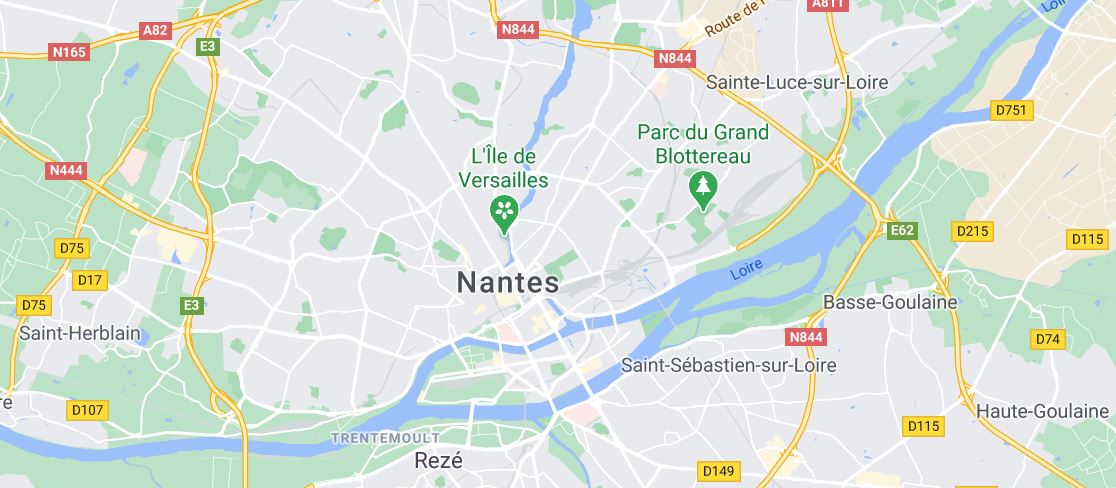 A82
N165
E3
N844
N844
Route de
A811
Sainte-Luce-sur-Loire
D751
Parc du Grand
Blottereau
L'Île de
Versailles
N444
E62
D215
D115
D75
D17
Loire
Nantes
E3
D75
Basse-Goulaine
Saint-Herblain
N844
D74
Saint-Sébastien-sur-Loire
D107
Haute-Goulaine
D115
TRENTEMOULT
Rezé
D149